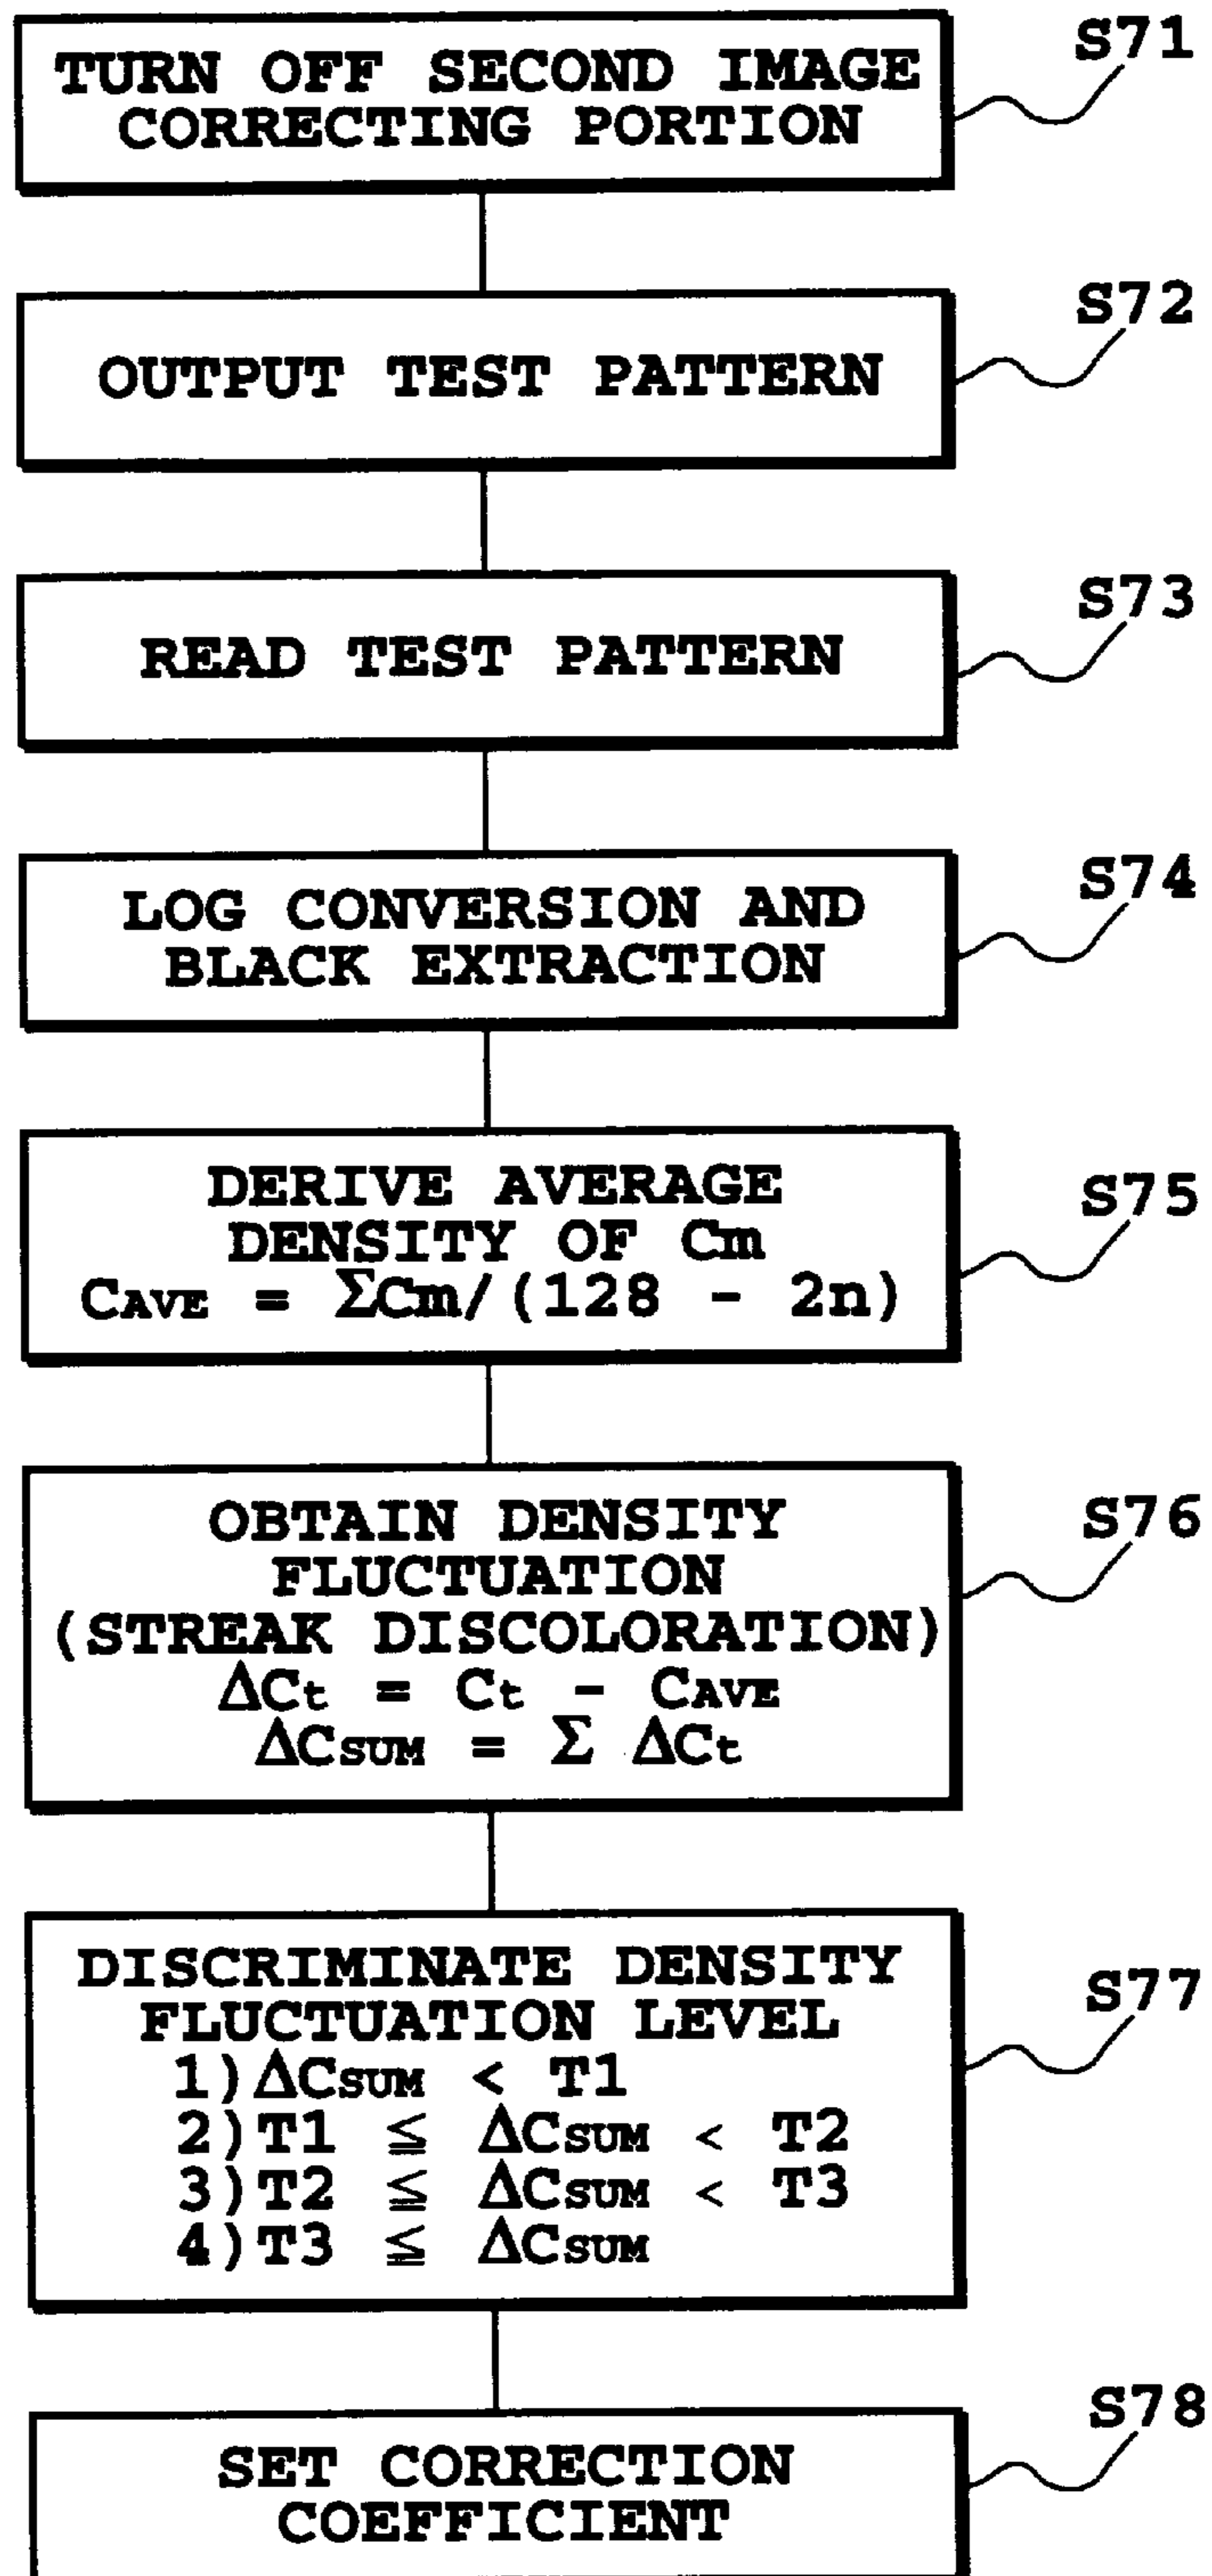 S71
TURN OFF SECOND IMAGE
CORRECTING PORTION
S72
OUTPUT TEST PATTERN
S73
READ TEST PATTERN
S74
LOG CONVERSION AND
BLACK EXTRACTION
S75
DERIVE AVERAGE
DENSITY OF Cm
CAVE = ΣCm/(128 - 2n)
S76
OBTAIN DENSITY
FLUCTUATION
(STREAK DISCOLORATION)
ΔCt = Ct - CAVE
ΔCSUM = Σ ΔCt
S77
DISCRIMINATE DENSITY
FLUCTUATION LEVEL
1)ΔCSUM < T1
2)T1 ≦ ΔCSUM < T2
3)T2 ≦ ΔCSUM < T3
4)T3 ≦ ΔCSUM
S78
SET CORRECTION
COEFFICIENT